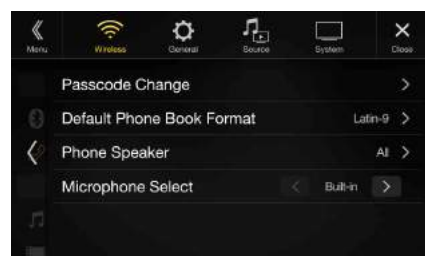 Menu Wireless General Source System Close
Passcode Change
Default Phone Book Format Latin-9
Phone Speaker All
Microphone Select Built-in